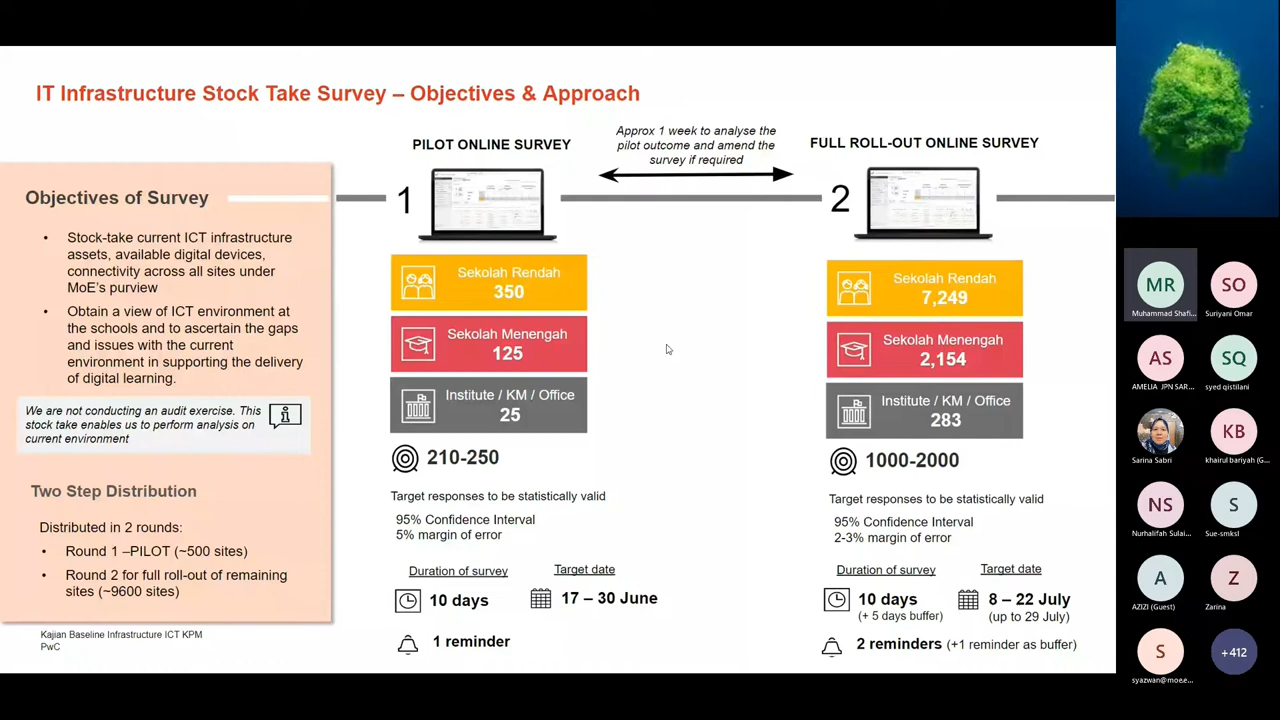 IT Infrastructure Stock Take Survey – Objectives & Approach
Objectives of Survey
• Stock-take current ICT infrastructure
assets, available digital devices,
connectivity across all sites under
MoE's purview
• Obtain a view of ICT environment at
the schools and to ascertain the gaps
and issues with the current
environment in supporting the delivery
of digital learning.
We are not conducting an audit exercise. This
stock take enables us to perform analysis on
current environment
Two Step Distribution
Distributed in 2 rounds:
• Round 1 –PILOT (~500 sites)
• Round 2 for full roll-out of remaining
sites (~9600 sites)
Kajian Baseline Infrastructure ICT KPM
PwC
PILOT ONLINE SURVEY
1
Sekolah Rendah
350
Sekolah Menengah
125
Institute / KM / Office
25
210-250
Target responses to be statistically valid
95% Confidence Interval
5% margin of error
Duration of survey
10 days
Target date
17 – 30 June
1 reminder
Approx 1 week to analyse the
pilot outcome and amend the
survey if required
FULL ROLL-OUT ONLINE SURVEY
2
Sekolah Rendah
7,249
Sekolah Menengah
2,154
Institute / KM / Office
283
1000-2000
Target responses to be statistically valid
95% Confidence Interval
2-3% margin of error
Duration of survey
10 days
(+ 5 days buffer)
Target date
8 – 22 July
(up to 29 July)
2 reminders (+1 reminder as buffer)
MR
Muhammad Shafi...
SO
Suriyani Omar
AS
AMELIA JPN SAR...
SQ
syed qistilani
Sarina Sabri
KB
khairul bariyah (G...
NS
Nurhalifah Sulai...
S
Sue-smksl
A
AZIZI (Guest)
Z
Zarina
S
syazwan@moe.e...
+412